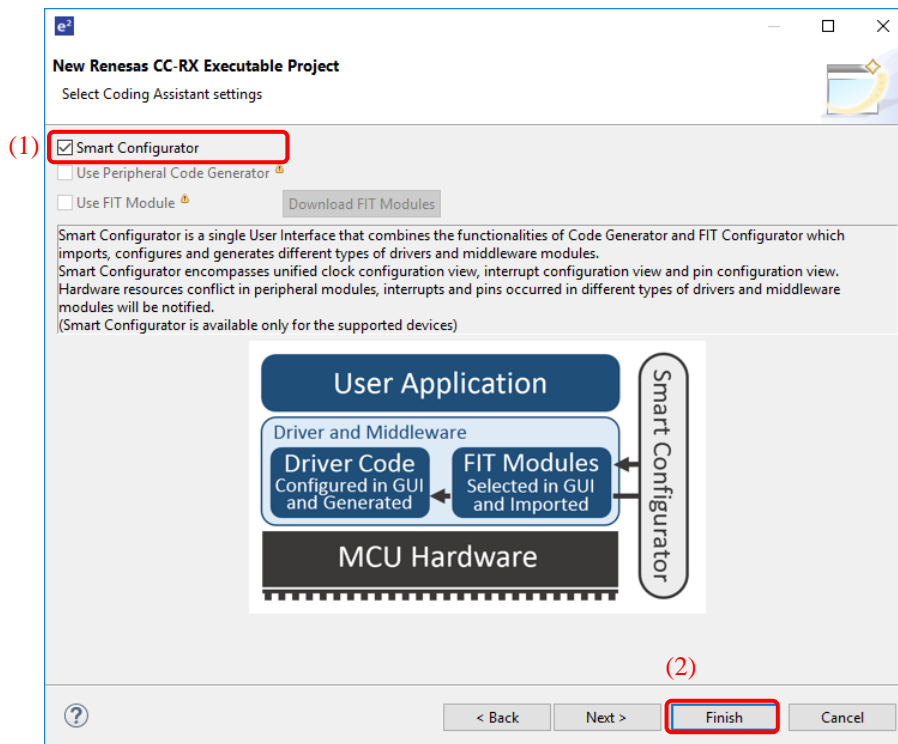 e²
New Renesas CC-RX Executable Project
Select Coding Assistant settings
(1)
Smart Configurator
Use Peripheral Code Generator
Use FIT Module
Download FIT Modules
Smart Configurator is a single User Interface that combines the functionalities of Code Generator and FIT Configurator which
imports, configures and generates different types of drivers and middleware modules.
Smart Configurator encompasses unified clock configuration view, interrupt configuration view and pin configuration view.
Hardware resources conflict in peripheral modules, interrupts and pins occurred in different types of drivers and middleware
modules will be notified.
(Smart Configurator is available only for the supported devices)
User Application
Driver and Middleware
Driver Code
Configured in GUI
and Generated
FIT Modules
Selected in GUI
and Imported
MCU Hardware
Smart Configurator
(2)
?
< Back
Next >
Finish
Cancel